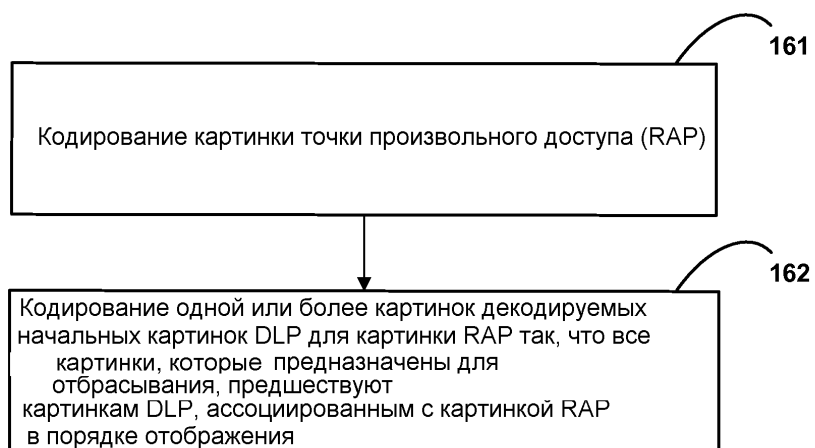 161
Кодирование картинки точки произвольного доступа (RAP)
162
Кодирование одной или более картинок декодируемых
начальных картинок DLP для картинки RAP так, что все
картинки, которые предназначены для
отбрасывания, предшествуют
картинкам DLP, ассоциированным с картинкой RAP
в порядке отображения